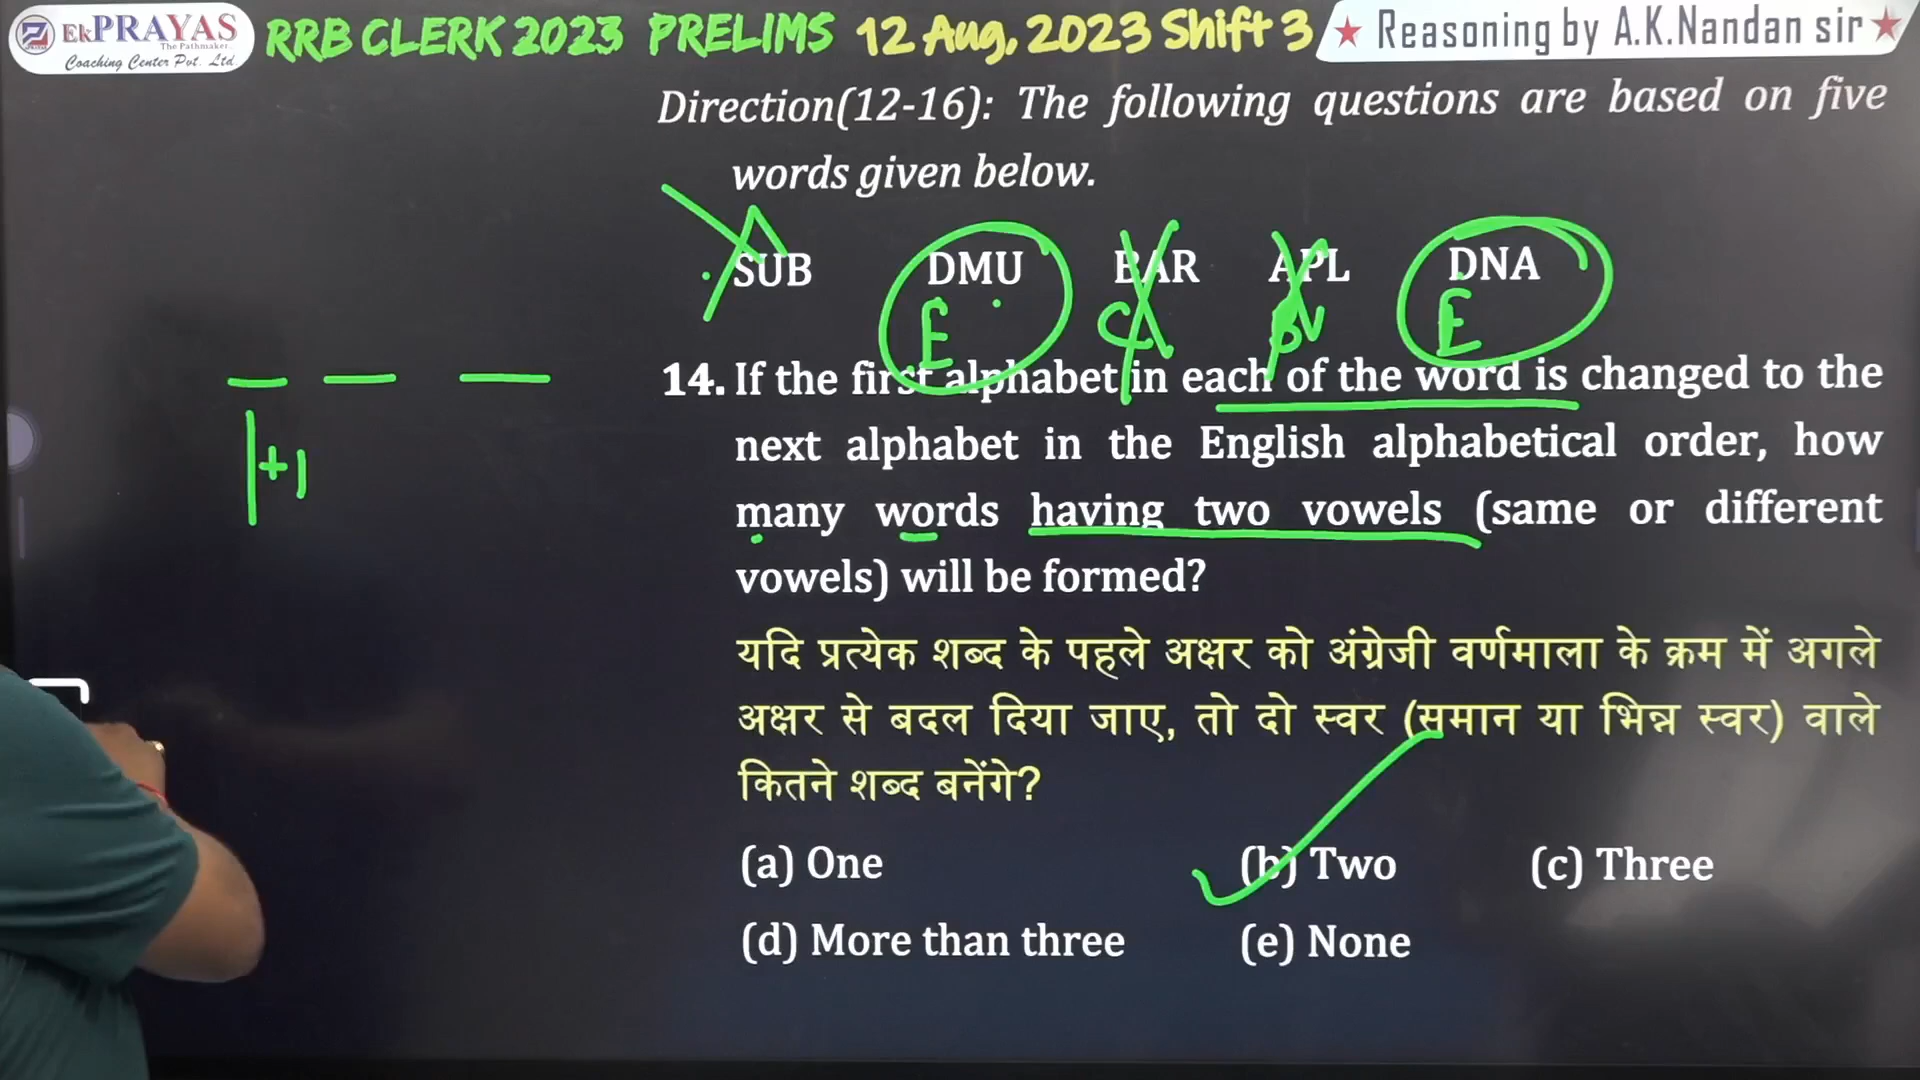 EkPRAYAS
The Pathmaker..
Coaching Center Pvt. Ltd.
RRB CLERK 2023 PRELIMS 12 Aug, 2023 Shift 3
★ Reasoning by A.K.Nandan sir ★
Direction(12-16): The following questions are based on five
words given below.
SUB DMU BAR APL DNA
E C B E
14. If the first alphabet in each of the word is changed to the
+1
next alphabet in the English alphabetical order, how
many words having two vowels (same or different
vowels) will be formed?
यदि प्रत्येक शब्द के पहले अक्षर को अंग्रेजी वर्णमाला के क्रम में अगले
अक्षर से बदल दिया जाए, तो दो स्वर (समान या भिन्न स्वर) वाले
कितने शब्द बनेंगे?
(a) One (b) Two (c) Three
(d) More than three (e) None